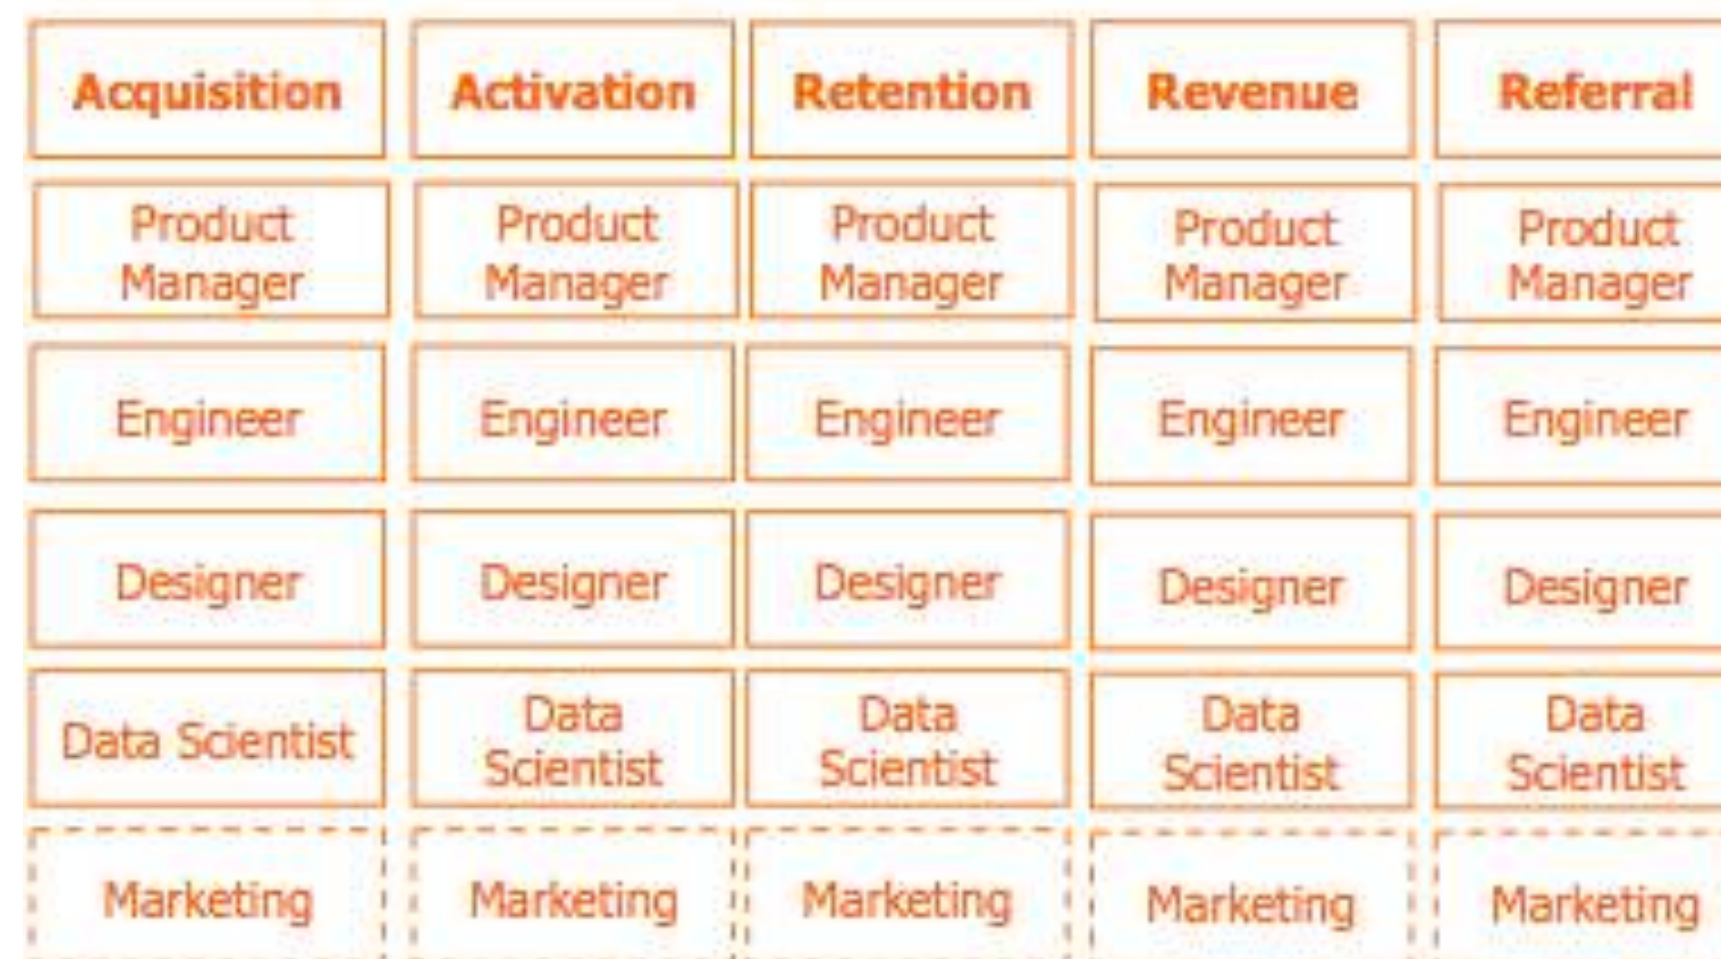 Acquisition Activation Retention Revenue Referral
Product Product Product Product Product
Manager Manager Manager Manager Manager
Engineer Engineer Engineer Engineer Engineer
Designer Designer Designer Designer Designer
Data Scientist Data Scientist Data Scientist Data Scientist Data Scientist
Marketing Marketing Marketing Marketing Marketing